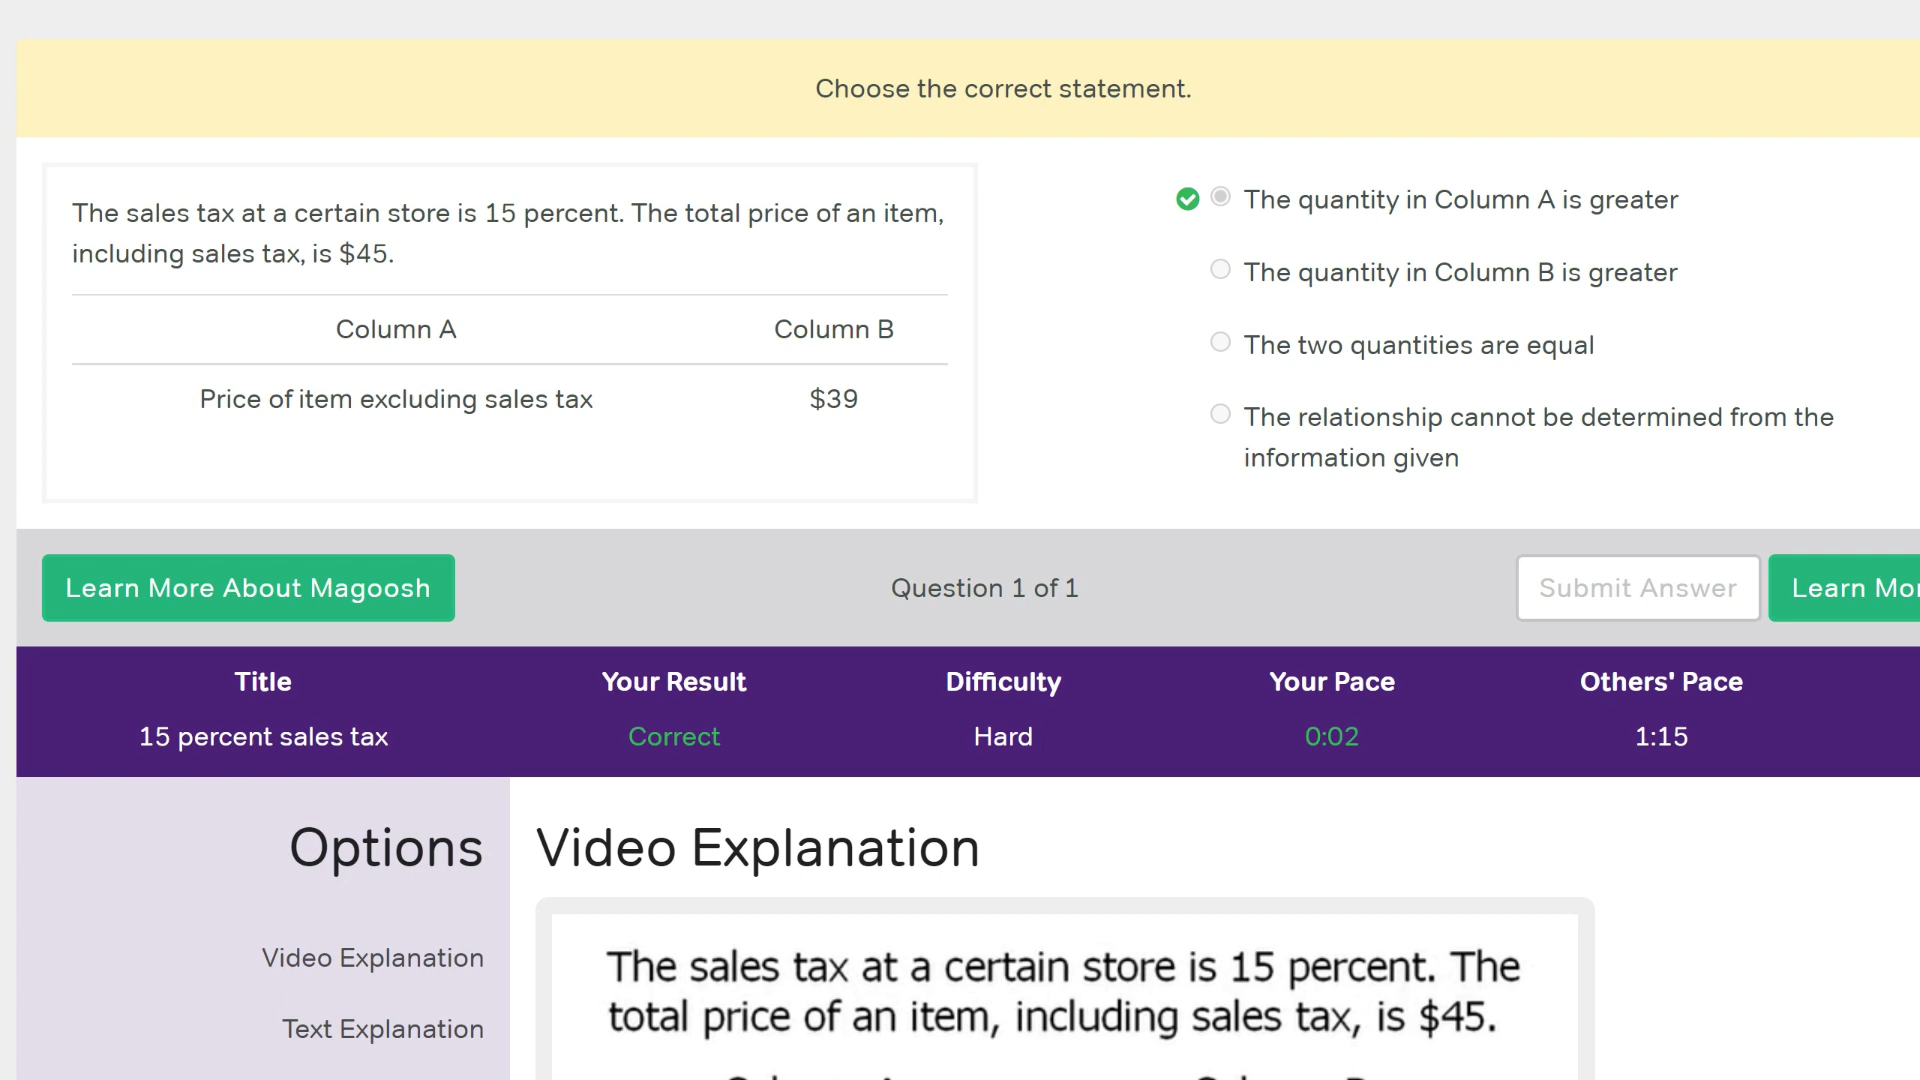 Choose the correct statement.
The sales tax at a certain store is 15 percent. The total price of an item,
including sales tax, is $45.
Column A Column B
Price of item excluding sales tax $39
The quantity in Column A is greater
The quantity in Column B is greater
The two quantities are equal
The relationship cannot be determined from the
information given
Learn More About Magoosh Question 1 of 1 Submit Answer Learn Mor
Title Your Result Difficulty Your Pace Others' Pace
15 percent sales tax Correct Hard 0:02 1:15
Options
Video Explanation
Text Explanation
Video Explanation
The sales tax at a certain store is 15 percent. The
total price of an item, including sales tax, is $45.